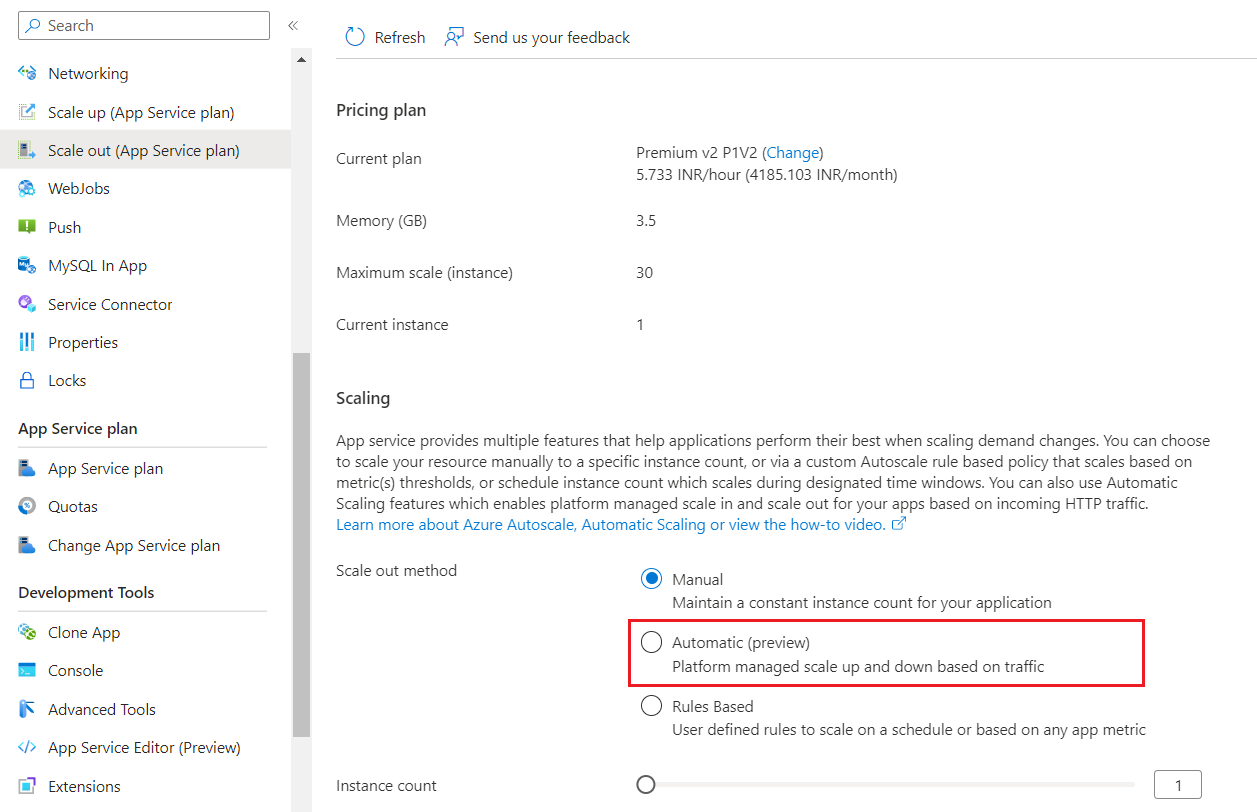 Search
«
Networking
Scale up (App Service plan)
Scale out (App Service plan)
WebJobs
Push
MySQL In App
Service Connector
Properties
Locks
App Service plan
App Service plan
Quotas
Change App Service plan
Development Tools
Clone App
Console
Advanced Tools
App Service Editor (Preview)
Extensions
Refresh
Send us your feedback
Pricing plan
Current plan
Premium v2 P1V2 (Change)
5.733 INR/hour (4185.103 INR/month)
Memory (GB)
3.5
Maximum scale (instance)
30
Current instance
1
Scaling
App service provides multiple features that help applications perform their best when scaling demand changes. You can choose
to scale your resource manually to a specific instance count, or via a custom Autoscale rule based policy that scales based on
metric(s) thresholds, or schedule instance count which scales during designated time windows. You can also use Automatic
Scaling features which enables platform managed scale in and scale out for your apps based on incoming HTTP traffic.
Learn more about Azure Autoscale, Automatic Scaling or view the how-to video.
Scale out method
Manual
Maintain a constant instance count for your application
Automatic (preview)
Platform managed scale up and down based on traffic
Rules Based
User defined rules to scale on a schedule or based on any app metric
Instance count
1